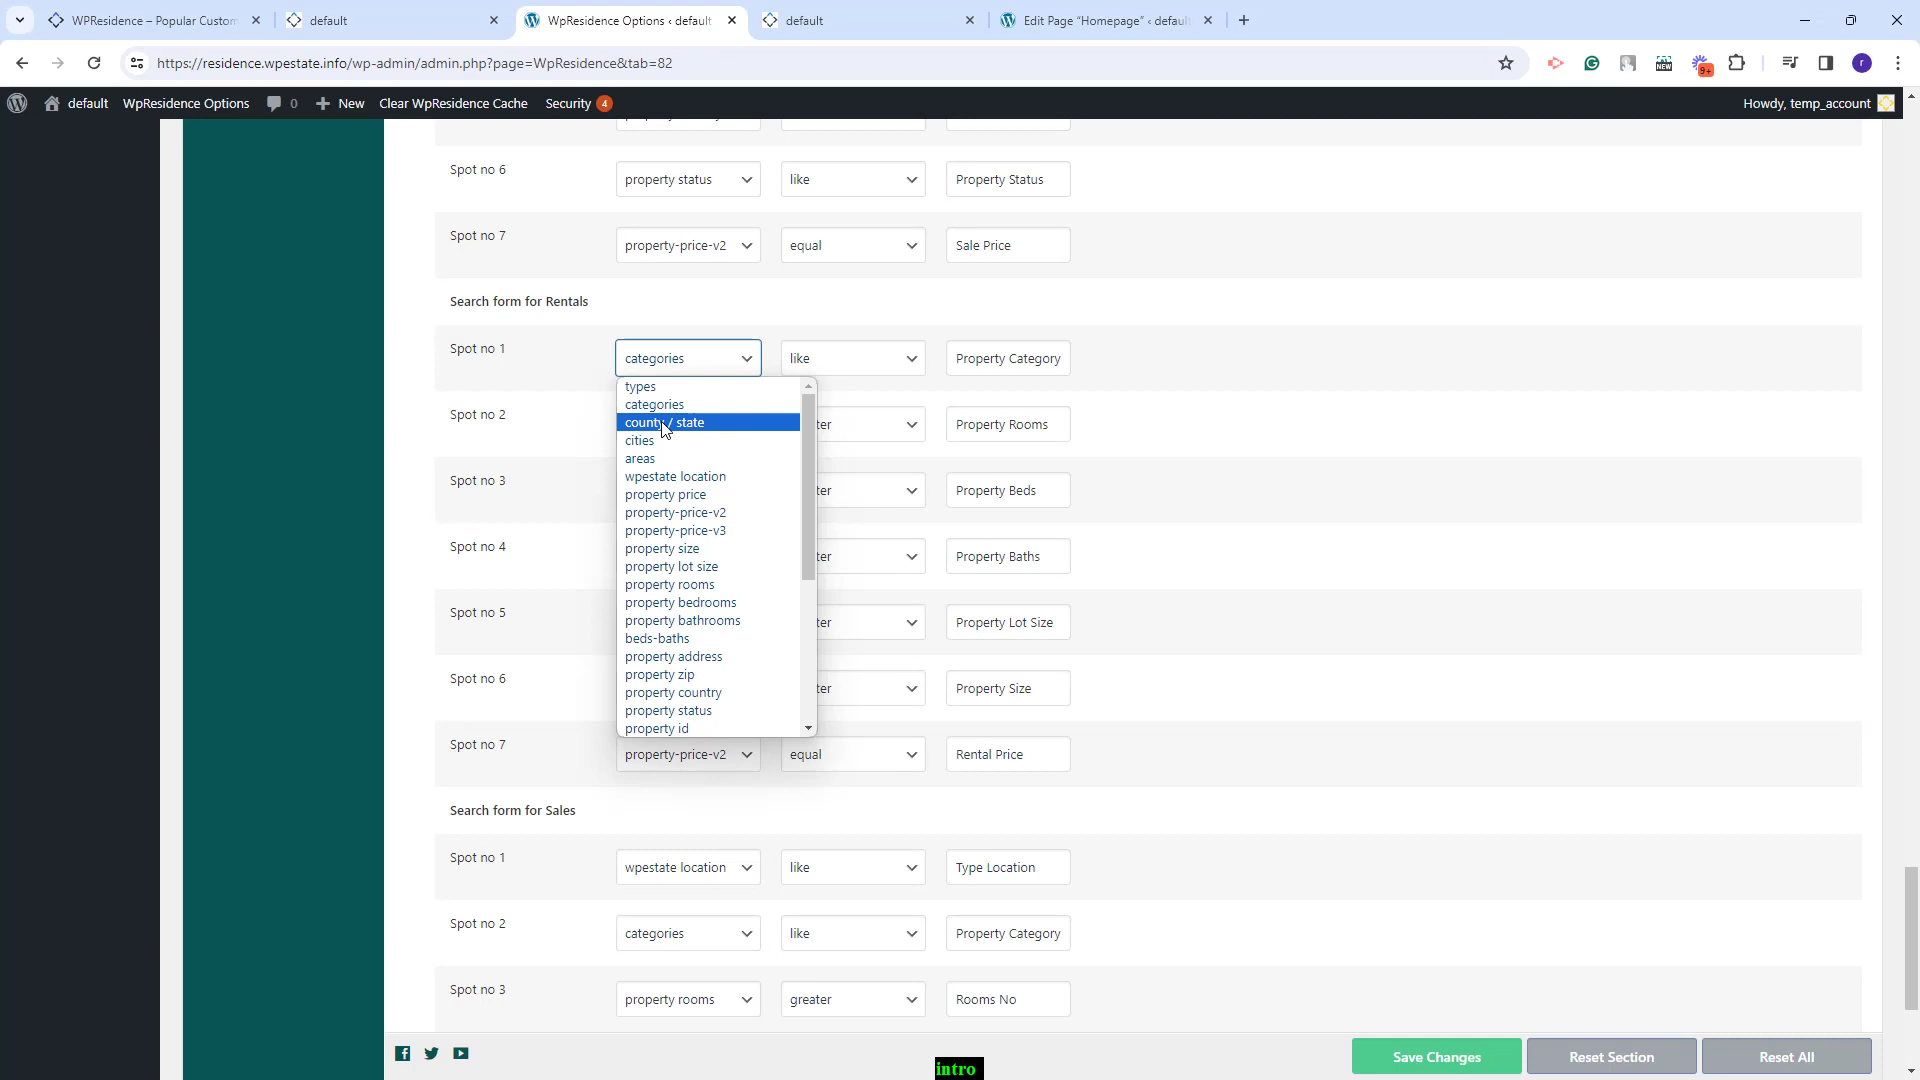 WPResidence – Popular Custom
default
WpResidence Options ‹ default
default
Edit Page “Homepage” ‹ default
https://residence.wpestate.info/wp-admin/admin.php?page=WpResidence&tab=82
NEW
9+
r
default
WpResidence Options
0
New
Clear WpResidence Cache
Security 4
Howdy, temp_account
Spot no 6
property status
like
Property Status
Spot no 7
property-price-v2
equal
Sale Price
Search form for Rentals
Spot no 1
categories
like
Property Category
types
categories
county / state
cities
areas
wpestate location
property price
property-price-v2
property-price-v3
property size
property lot size
property rooms
property bedrooms
property bathrooms
beds-baths
property address
property zip
property country
property status
property id
Spot no 2
ter
Property Rooms
Spot no 3
ter
Property Beds
Spot no 4
ter
Property Baths
Spot no 5
ter
Property Lot Size
Spot no 6
ter
Property Size
Spot no 7
property-price-v2
equal
Rental Price
Search form for Sales
Spot no 1
wpestate location
like
Type Location
Spot no 2
categories
like
Property Category
Spot no 3
property rooms
greater
Rooms No
Save Changes
Reset Section
Reset All
intro